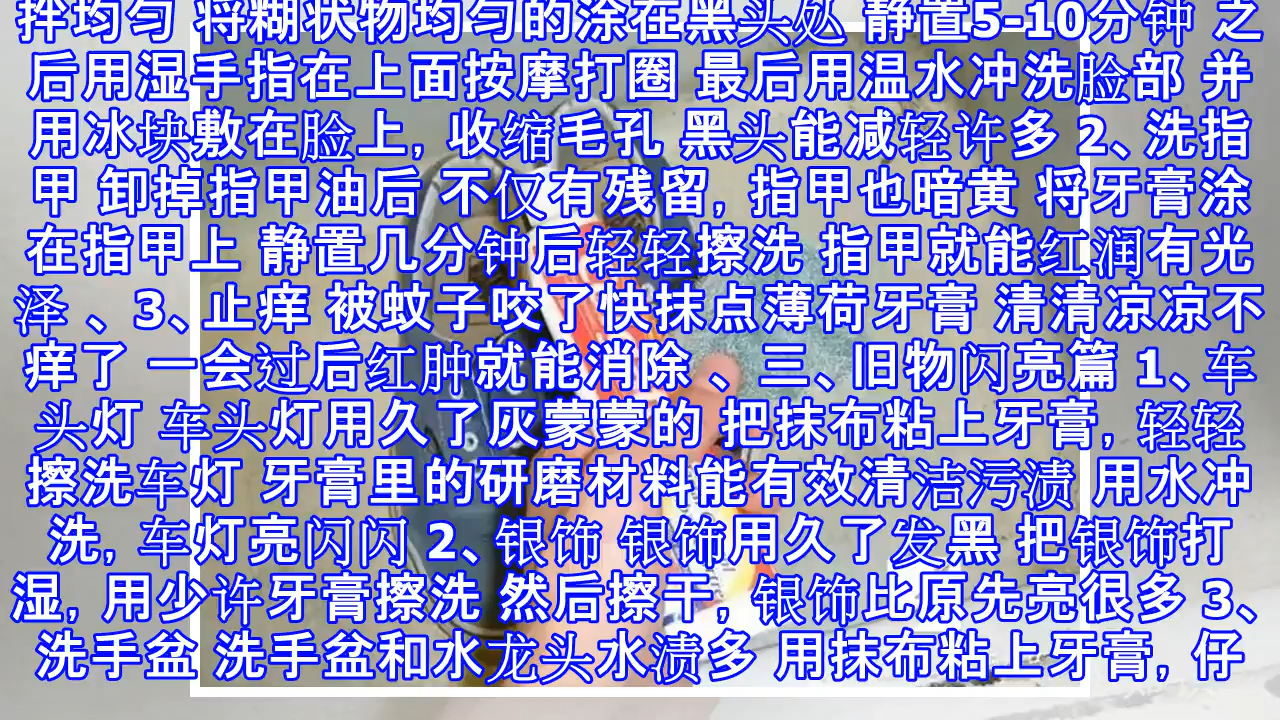 拌均匀 将糊状物均匀的涂在黑头处 静置5-10分钟 之
后用湿手指在上面按摩打圈 最后用温水冲洗脸部 并
用冰块敷在脸上, 收缩毛孔 黑头能减轻许多 2、洗指
甲 卸掉指甲油后 不仅有残留, 指甲也暗黄 将牙膏涂
在指甲上 静置几分钟后轻轻擦洗 指甲就能红润有光
泽 、3、止痒 被蚊子咬了快抹点薄荷牙膏 清清凉凉不
痒了 一会过后红肿就能消除 、三、旧物闪亮篇 1、车
头灯 车头灯用久了灰蒙蒙的 把抹布粘上牙膏, 轻轻
擦洗车灯 牙膏里的研磨材料能有效清洁污渍 用水冲
洗, 车灯亮闪闪 2、银饰 银饰用久了发黑 把银饰打
湿, 用少许牙膏擦洗 然后擦干, 银饰比原先亮很多 3、
洗手盆 洗手盆和水龙头水渍多 用抹布粘上牙膏, 仔